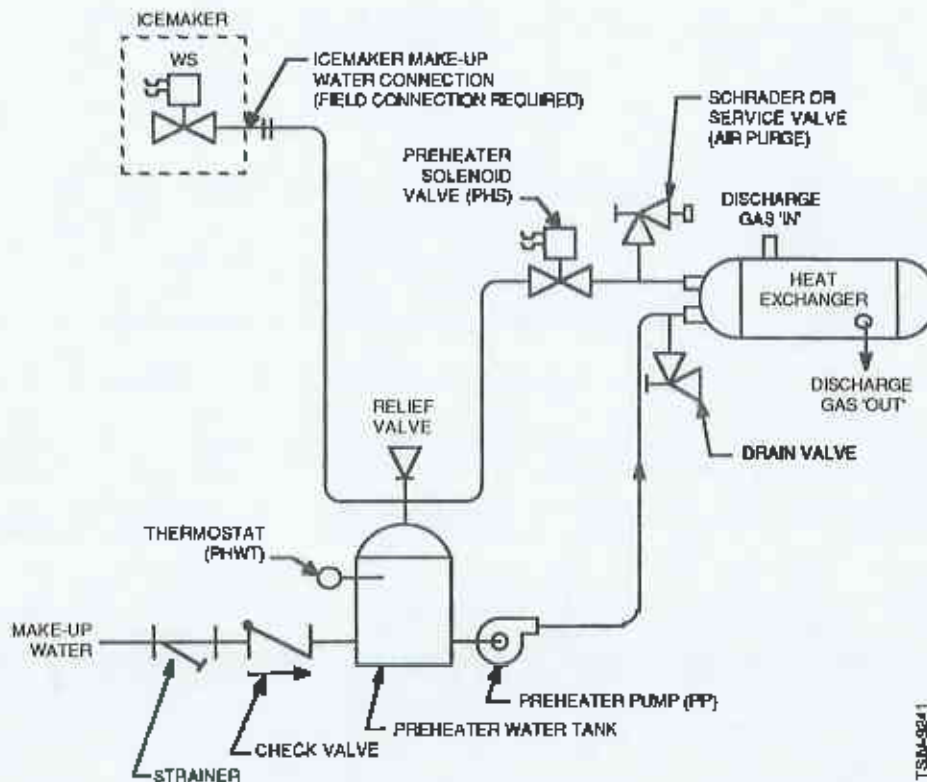 ICEMAKER
WS
ICEMAKER MAKE-UP
WATER CONNECTION
(FIELD CONNECTION REQUIRED)
SCHRADER OR
SERVICE VALVE
(AIR PURGE)
PREHEATER
SOLENOID
VALVE (PHS)
DISCHARGE
GAS 'IN'
HEAT
EXCHANGER
DISCHARGE
GAS 'OUT'
RELIEF
VALVE
DRAIN VALVE
THERMOSTAT
(PHWT)
MAKE-UP
WATER
PREHEATER PUMP (PP)
PREHEATER WATER TANK
CHECK VALVE
STRAINER
TSIM-9241